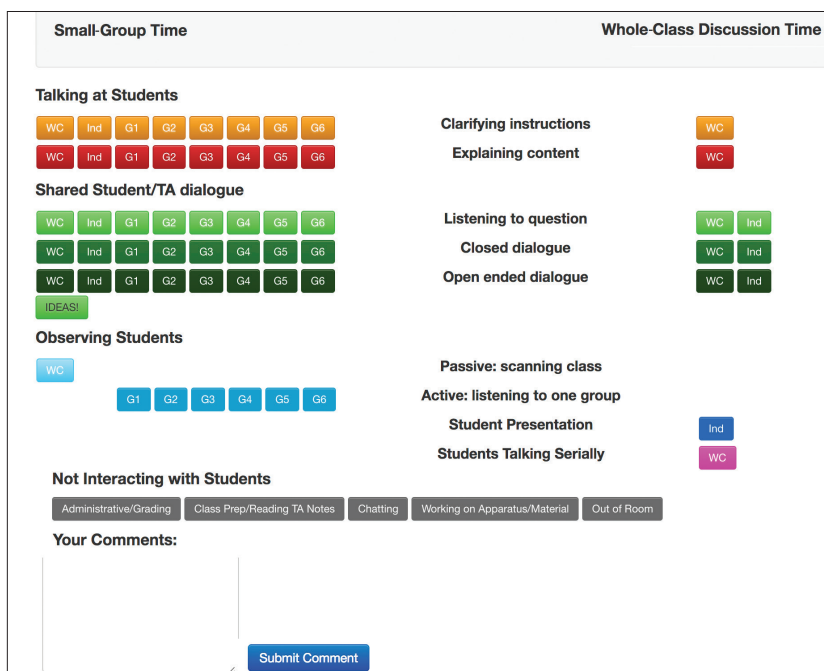 Small-Group Time Whole-Class Discussion Time
Talking at Students
WC Ind G1 G2 G3 G4 G5 G6 Clarifying instructions WC
WC Ind G1 G2 G3 G4 G5 G6 Explaining content WC
Shared Student/TA dialogue
WC Ind G1 G2 G3 G4 G5 G6 Listening to question WC Ind
WC Ind G1 G2 G3 G4 G5 G6 Closed dialogue WC Ind
WC Ind G1 G2 G3 G4 G5 G6 Open ended dialogue WC Ind
IDEAS!
Observing Students
WC Passive: scanning class
G1 G2 G3 G4 G5 G6 Active: listening to one group
Student Presentation Ind
Students Talking Serially WC
Not Interacting with Students
Administrative/Grading Class Prep/Reading TA Notes Chatting Working on Apparatus/Material Out of Room
Your Comments:
Submit Comment